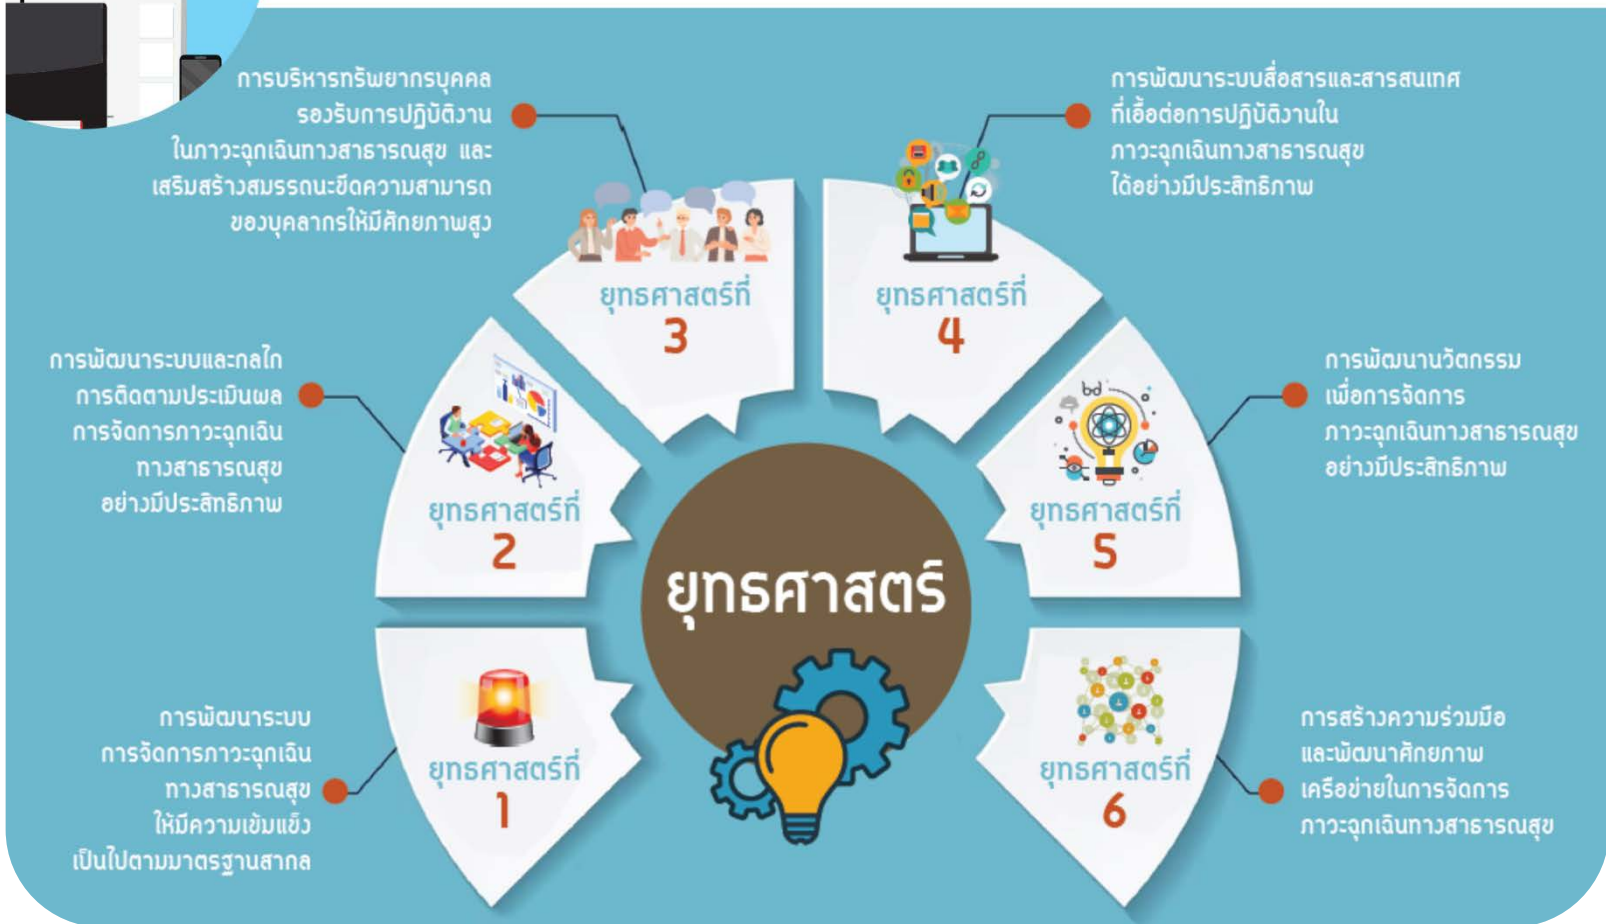 การบริหารทรัพยากรบุคคล
รองรับการปฏิบัติงาน
ในภาวะฉุกเฉินทางสาธารณสุข และ
เสริมสร้างสมรรถนะขีดความสามารถ
ของบุคลากรให้มีศักยภาพสูง
การพัฒนาระบบสื่อสารและสารสนเทศ
ที่เอื้อต่อการปฏิบัติงานใน
ภาวะฉุกเฉินทางสาธารณสุข
ได้อย่างมีประสิทธิภาพ
ยุทธศาสตร์ที่
3
ยุทธศาสตร์ที่
4
การพัฒนาระบบและกลไก
การติดตามประเมินผล
การจัดการภาวะฉุกเฉิน
ทางสาธารณสุข
อย่างมีประสิทธิภาพ
ยุทธศาสตร์ที่
2
การพัฒนานวัตกรรม
เพื่อการจัดการ
ภาวะฉุกเฉินทางสาธารณสุข
อย่างมีประสิทธิภาพ
ยุทธศาสตร์ที่
5
ยุทธศาสตร์
การพัฒนาระบบ
การจัดการภาวะฉุกเฉิน
ทางสาธารณสุข
ให้มีความเข้มแข็ง
เป็นไปตามมาตรฐานสากล
ยุทธศาสตร์ที่
1
ยุทธศาสตร์ที่
6
การสร้างความร่วมมือ
และพัฒนาศักยภาพ
เครือข่ายในการจัดการ
ภาวะฉุกเฉินทางสาธารณสุข